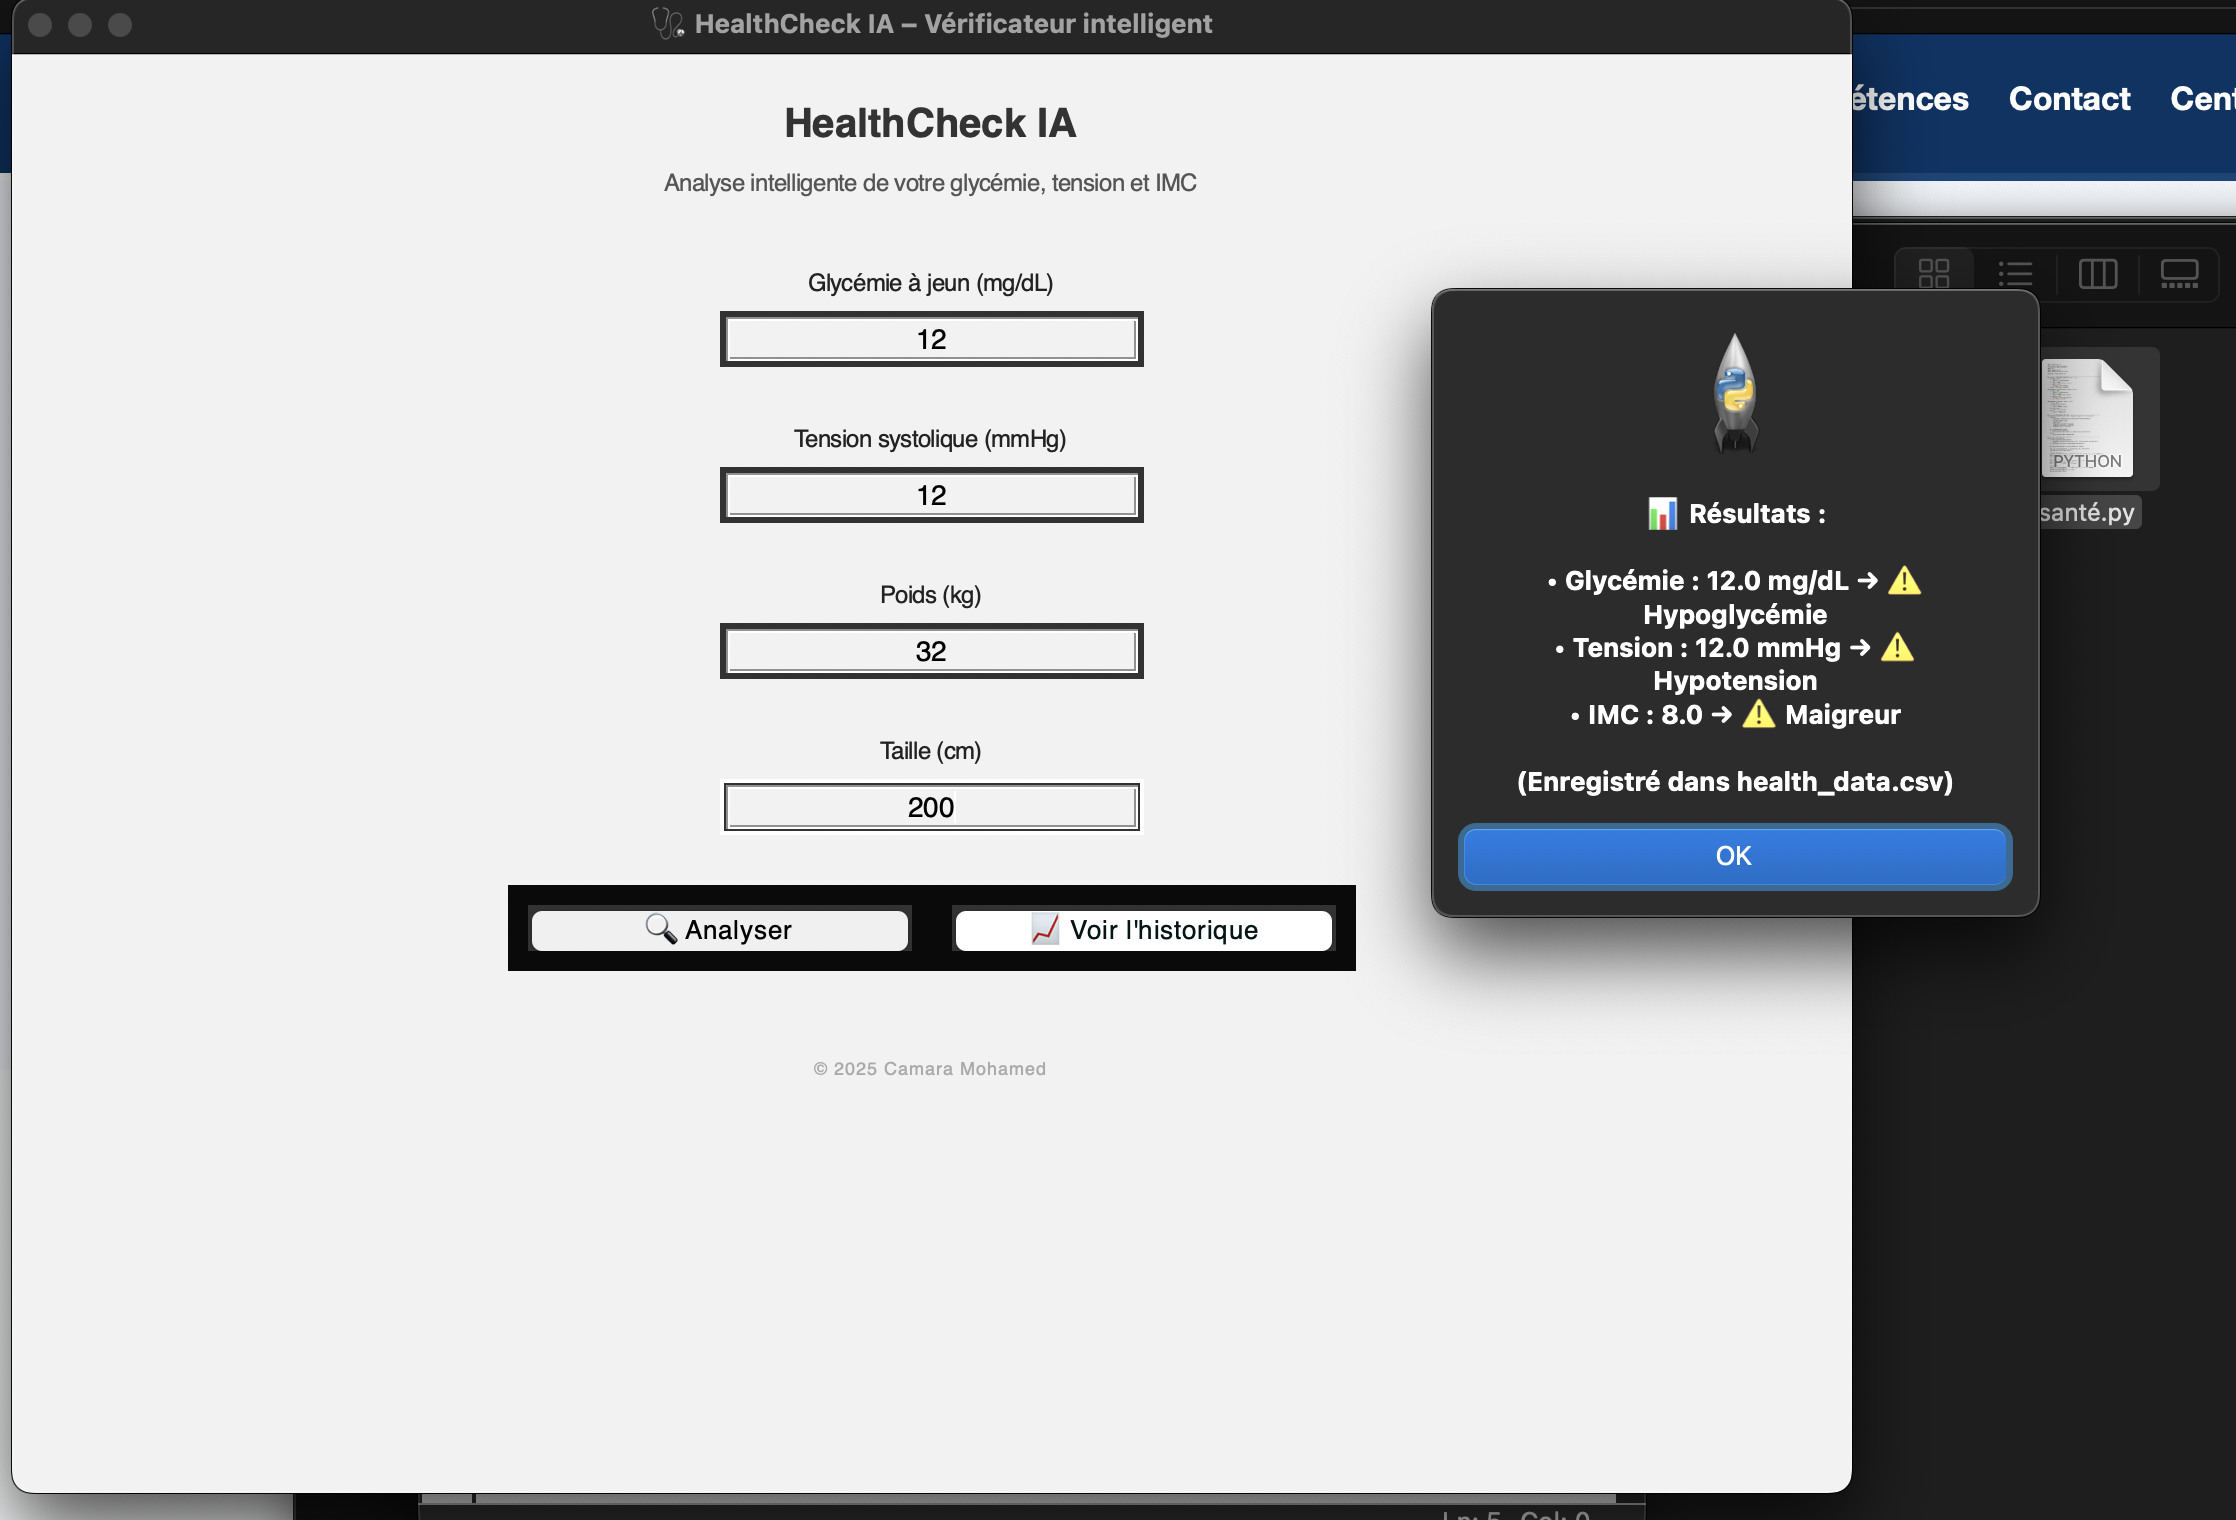 HealthCheck IA – Vérificateur intelligent
HealthCheck IA
Analyse intelligente de votre glycémie, tension et IMC
Glycémie à jeun (mg/dL)
12
Tension systolique (mmHg)
12
Poids (kg)
32
Taille (cm)
200
Analyser
Voir l'historique
© 2025 Camara Mohamed
étences Contact Cent
PYTHON
santé.py
Résultats :
• Glycémie : 12.0 mg/dL → ⚠️
Hypoglycémie
• Tension : 12.0 mmHg → ⚠️
Hypotension
• IMC : 8.0 → ⚠️ Maigreur
(Enregistré dans health_data.csv)
OK
Ln: 5 Col: 0